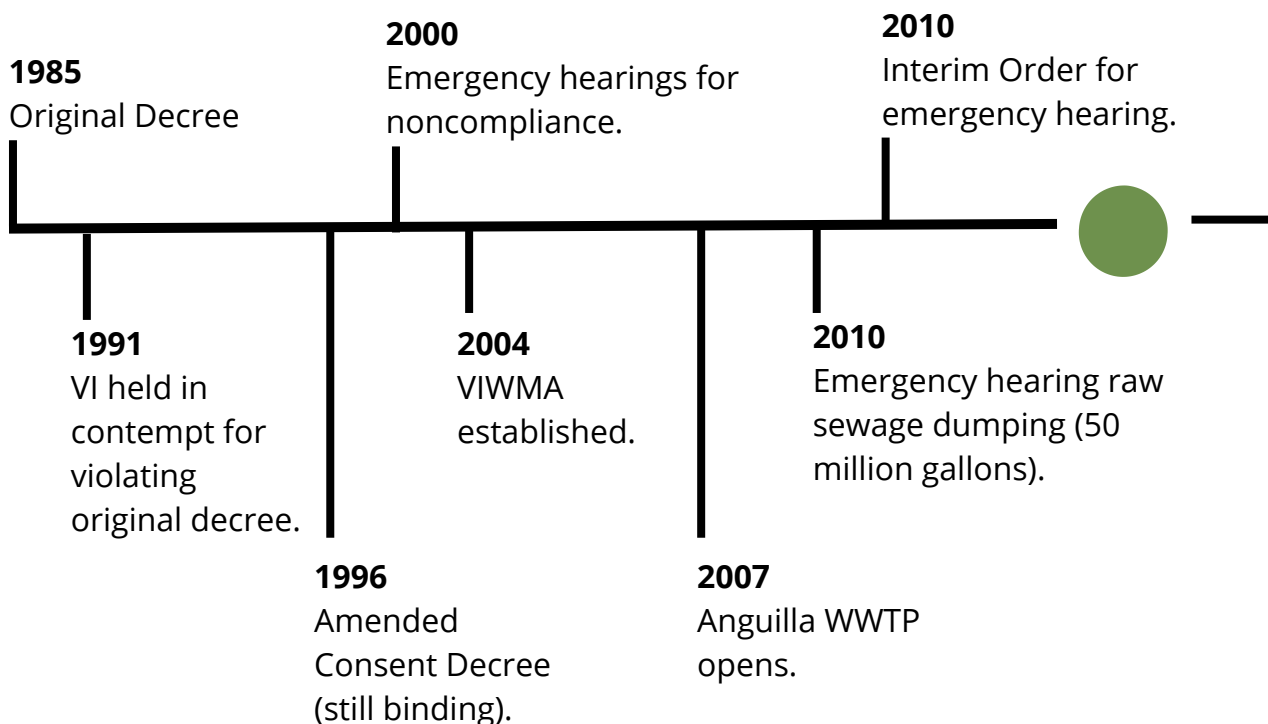 1985
Original Decree
1991
VI held in
contempt for
violating
original decree.
1996
Amended
Consent Decree
(still binding).
2000
Emergency hearings for
noncompliance.
2004
VIWMA
established.
2007
Anguilla WWTP
opens.
2010
Emergency hearing raw
sewage dumping (50
million gallons).
2010
Interim Order for
emergency hearing.